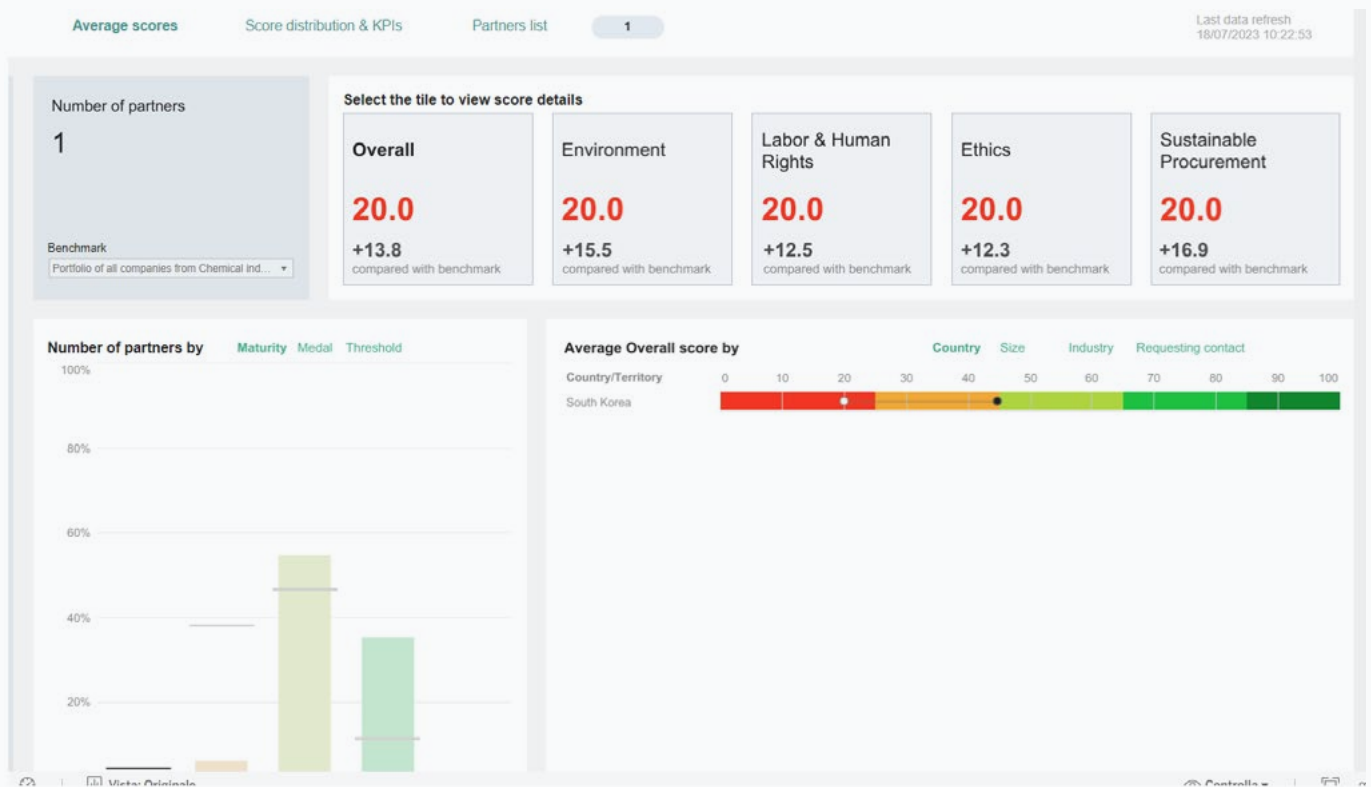 Average scores Score distribution & KPIs Partners list 1
Last data refresh
18/07/2023 10:22:53
Number of partners
1
Benchmark
Portfolio of all companies from Chemical ind...
Select the tile to view score details
Overall
20.0
+13.8
compared with benchmark
Environment
20.0
+15.5
compared with benchmark
Labor & Human
Rights
20.0
+12.5
compared with benchmark
Ethics
20.0
+12.3
compared with benchmark
Sustainable
Procurement
20.0
+16.9
compared with benchmark
Number of partners by Maturity Medal Threshold
100%
80%
60%
40%
20%
Average Overall score by Country Size Industry Requesting contact
Country/Territory 0 10 20 30 40 50 60 70 80 90 100
South Korea
Vista: Originale
Controlla